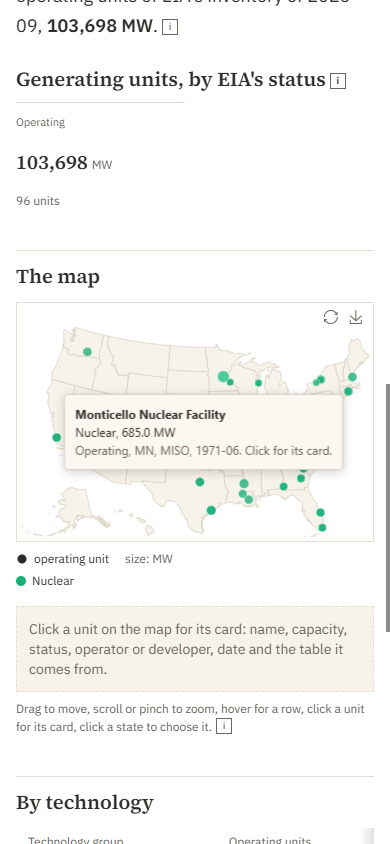 09, 103,698 MW. i
Generating units, by EIA's status i
Operating
103,698 MW
96 units
The map
Monticello Nuclear Facility
Nuclear, 685.0 MW
Operating, MN, MISO, 1971-06. Click for its card.
operating unit size: MW
Nuclear
Click a unit on the map for its card: name, capacity,
status, operator or developer, date and the table it
comes from.
Drag to move, scroll or pinch to zoom, hover for a row, click a unit
for its card, click a state to choose it. i
By technology
Technology group Operating units